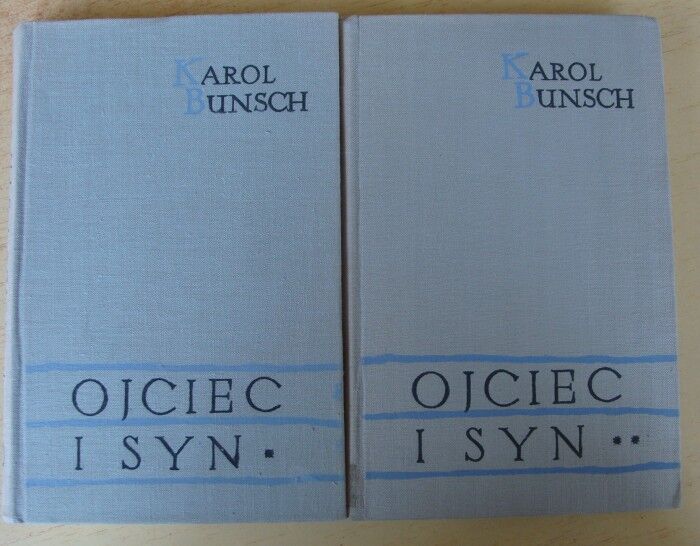 KAROL
BUNSCH
OJCIEC
I SYN *
KAROL
BUNSCH
OJCIEC
I SYN **